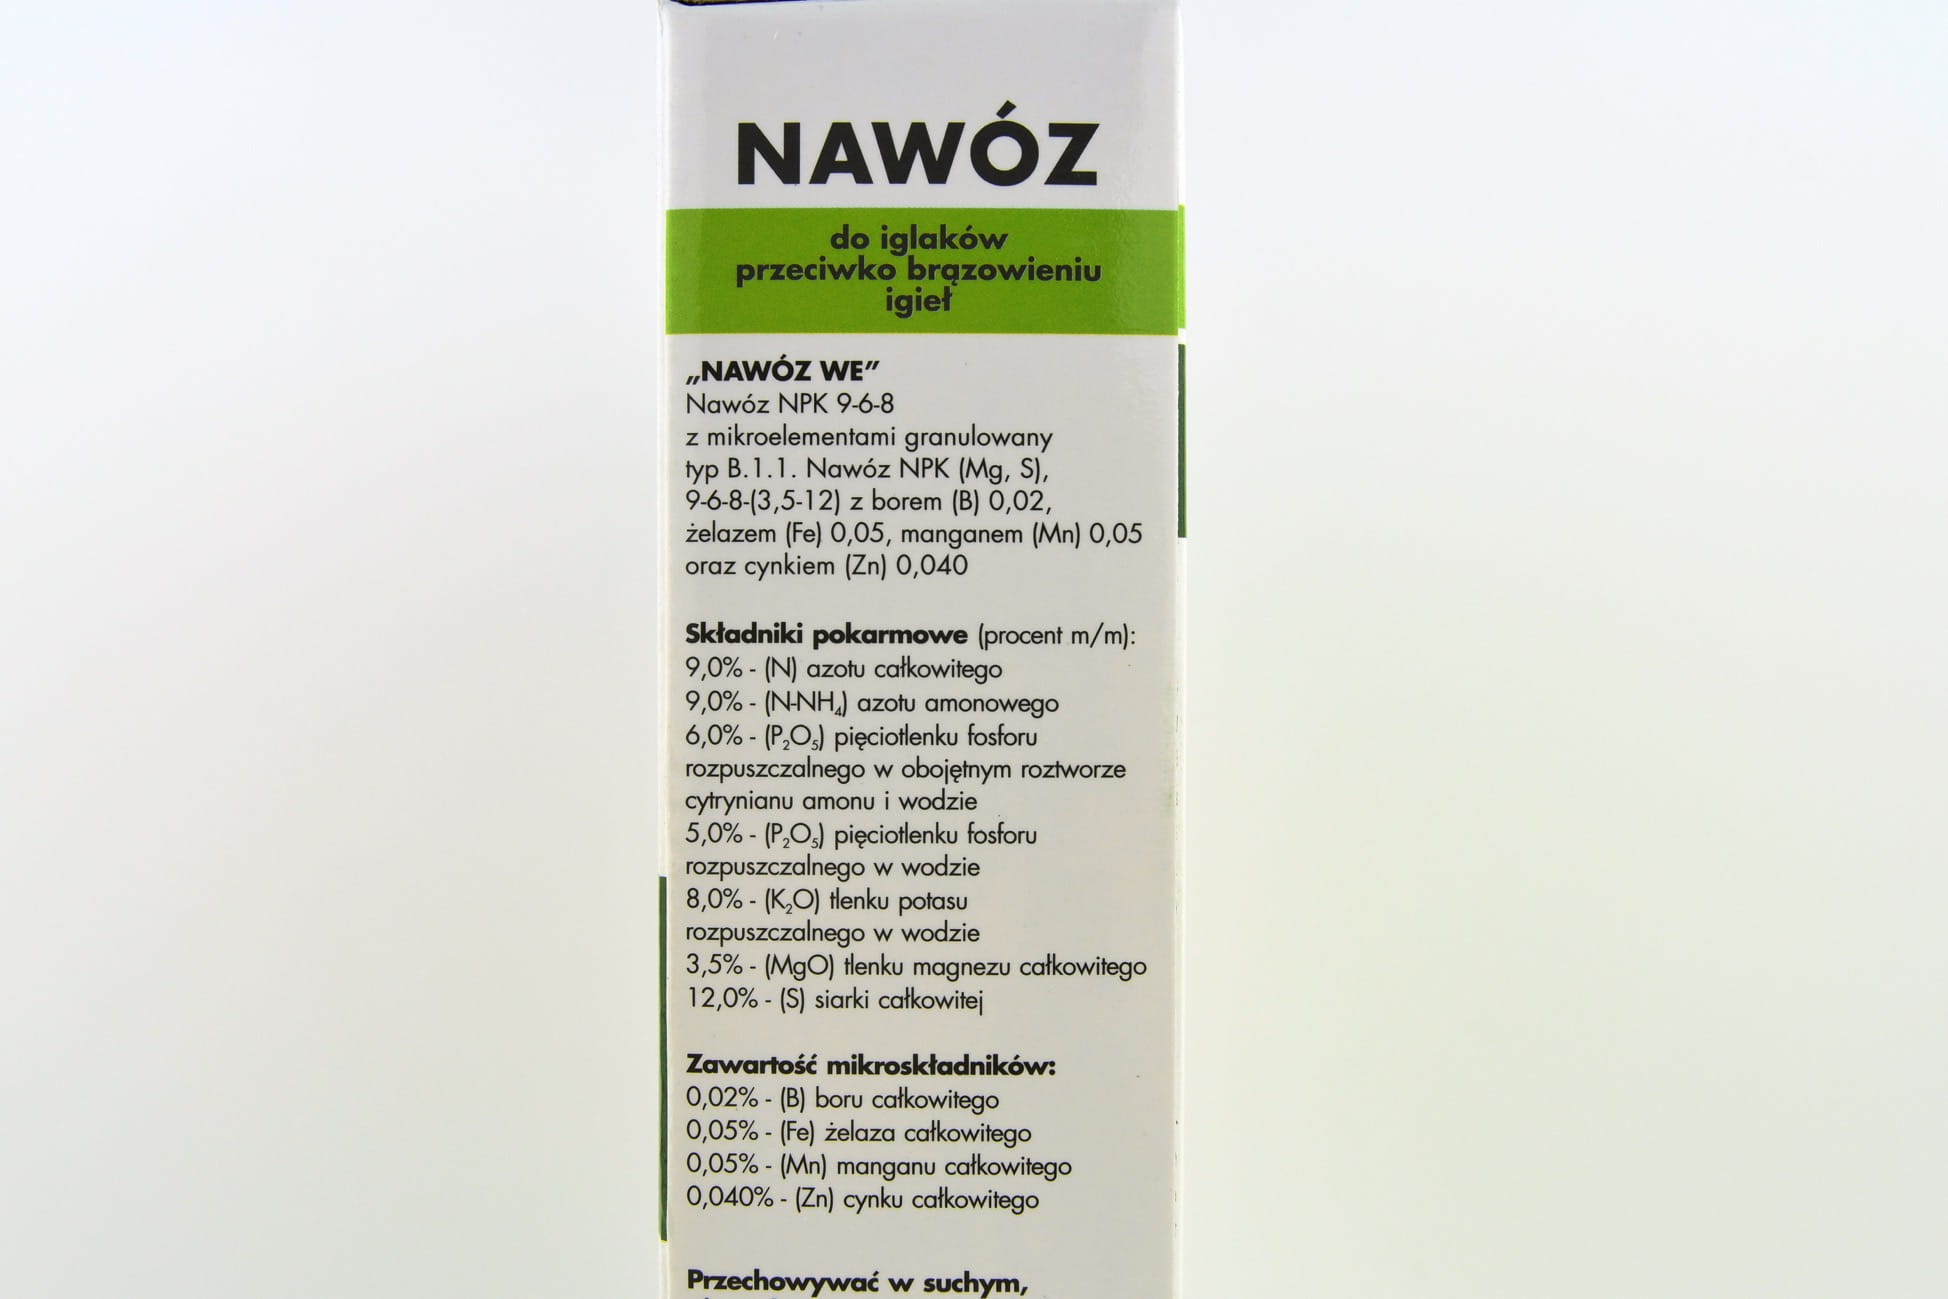 NAWÓZ
do iglaków
przeciwko brązowieniu
igieł
„NAWÓZ WE”
Nawóz NPK 9-6-8
z mikroelementami granulowany
typ B.1.1. Nawóz NPK (Mg, S),
9-6-8-(3,5-12) z borem (B) 0,02,
żelazem (Fe) 0,05, manganem (Mn) 0,05
oraz cynkiem (Zn) 0,040
Składniki pokarmowe (procent m/m):
9,0% - (N) azotu całkowitego
9,0% - (N-NH₄) azotu amonowego
6,0% - (P₂O₅) pięciotlenku fosforu
rozpuszczalnego w obojętnym roztworze
cytrynianu amonu i wodzie
5,0% - (P₂O₅) pięciotlenku fosforu
rozpuszczalnego w wodzie
8,0% - (K₂O) tlenku potasu
rozpuszczalnego w wodzie
3,5% - (MgO) tlenku magnezu całkowitego
12,0% - (S) siarki całkowitej
Zawartość mikroskładników:
0,02% - (B) boru całkowitego
0,05% - (Fe) żelaza całkowitego
0,05% - (Mn) manganu całkowitego
0,040% - (Zn) cynku całkowitego
Przechowywać w suchym,